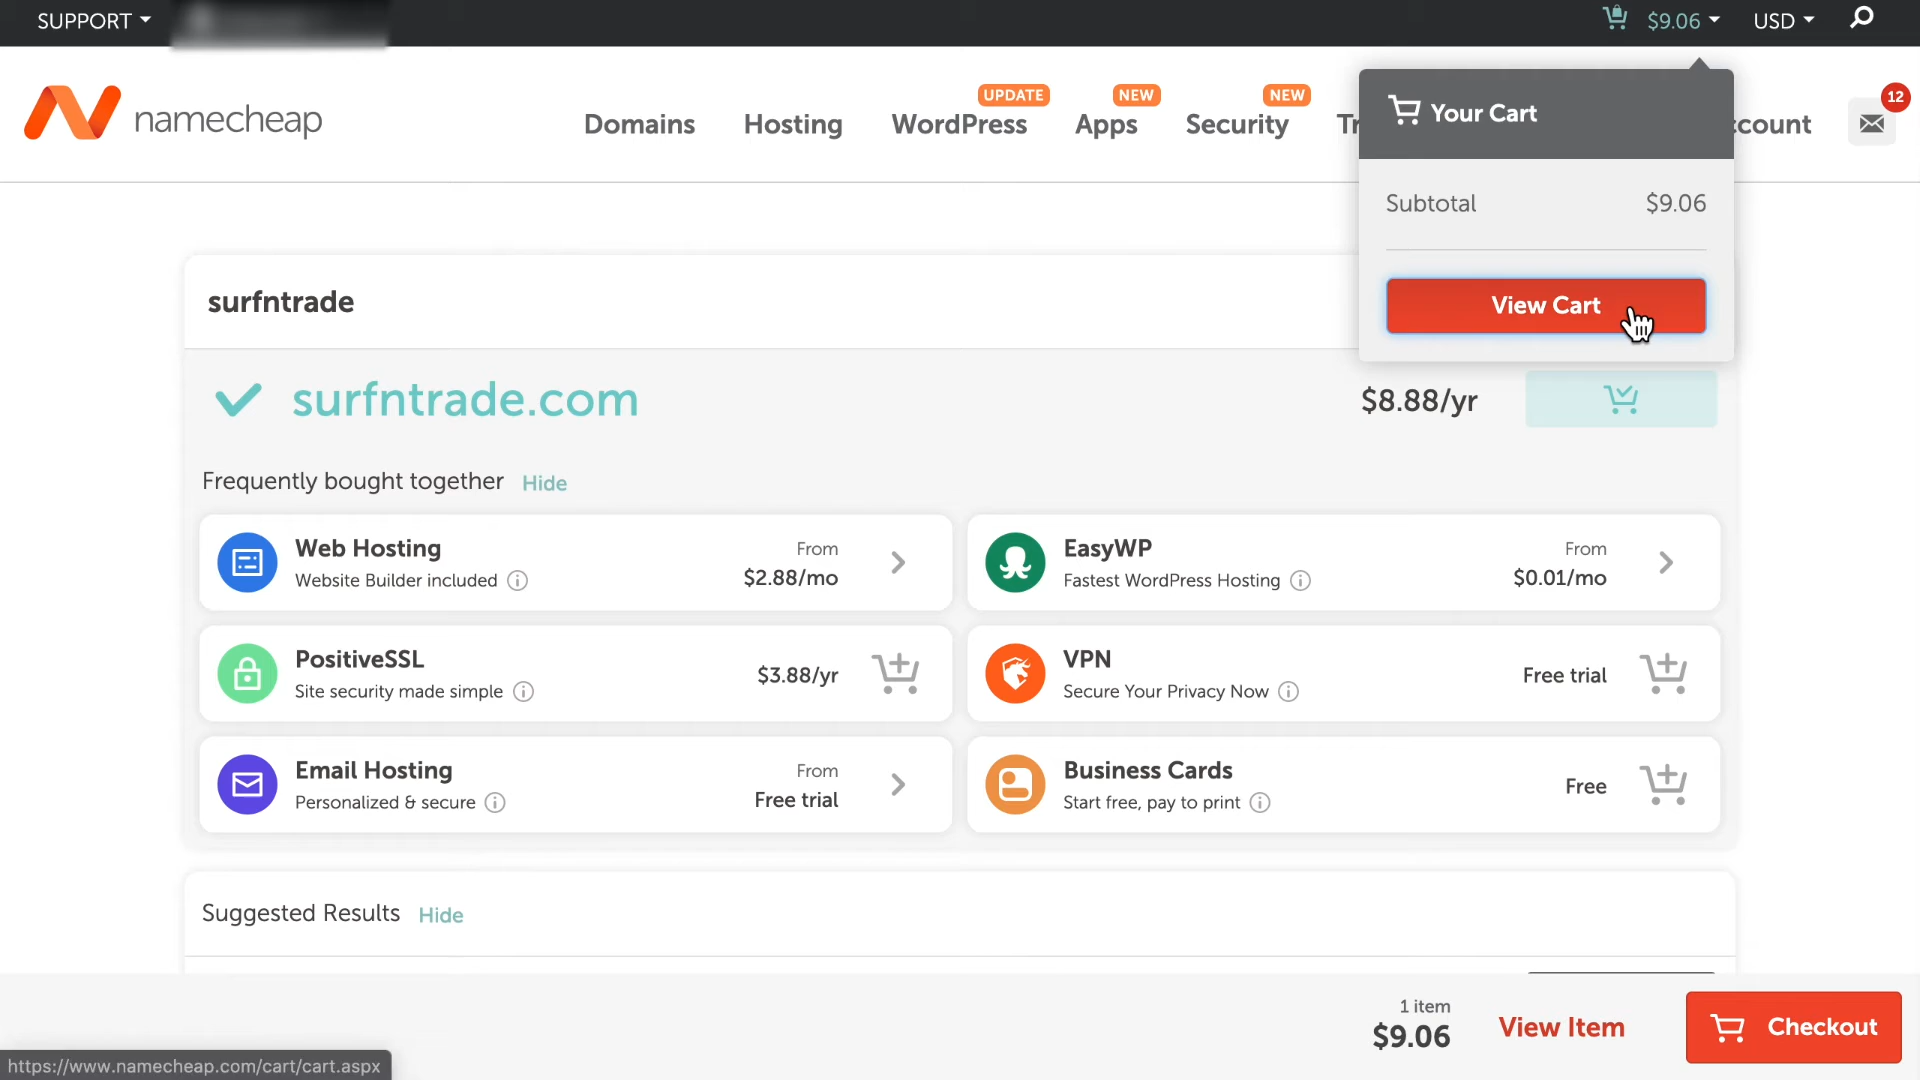 SUPPORT
$9.06
USD
namecheap
Domains
Hosting
UPDATE
WordPress
NEW
Apps
NEW
Security
Tr
ccount
12
Your Cart
Subtotal $9.06
View Cart
surfntrade
surfntrade.com
$8.88/yr
Frequently bought together Hide
Web Hosting
Website Builder included
From
$2.88/mo
EasyWP
Fastest WordPress Hosting
From
$0.01/mo
PositiveSSL
Site security made simple
$3.88/yr
VPN
Secure Your Privacy Now
Free trial
Email Hosting
Personalized & secure
From
Free trial
Business Cards
Start free, pay to print
Free
Suggested Results Hide
1 item
$9.06
View Item
Checkout
https://www.namecheap.com/cart/cart.aspx